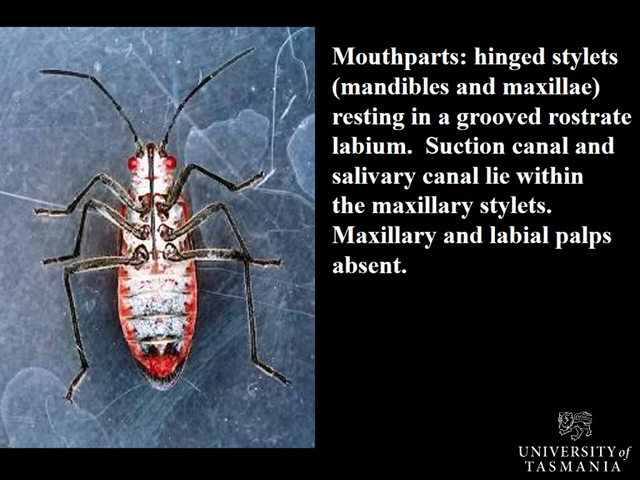 Mouthparts: hinged stylets
(mandibles and maxillae)
resting in a grooved rostrate
labium.  Suction canal and
salivary canal lie within
the maxillary stylets.
Maxillary and labial palps
absent.
UNIVERSITY of
TASMANIA